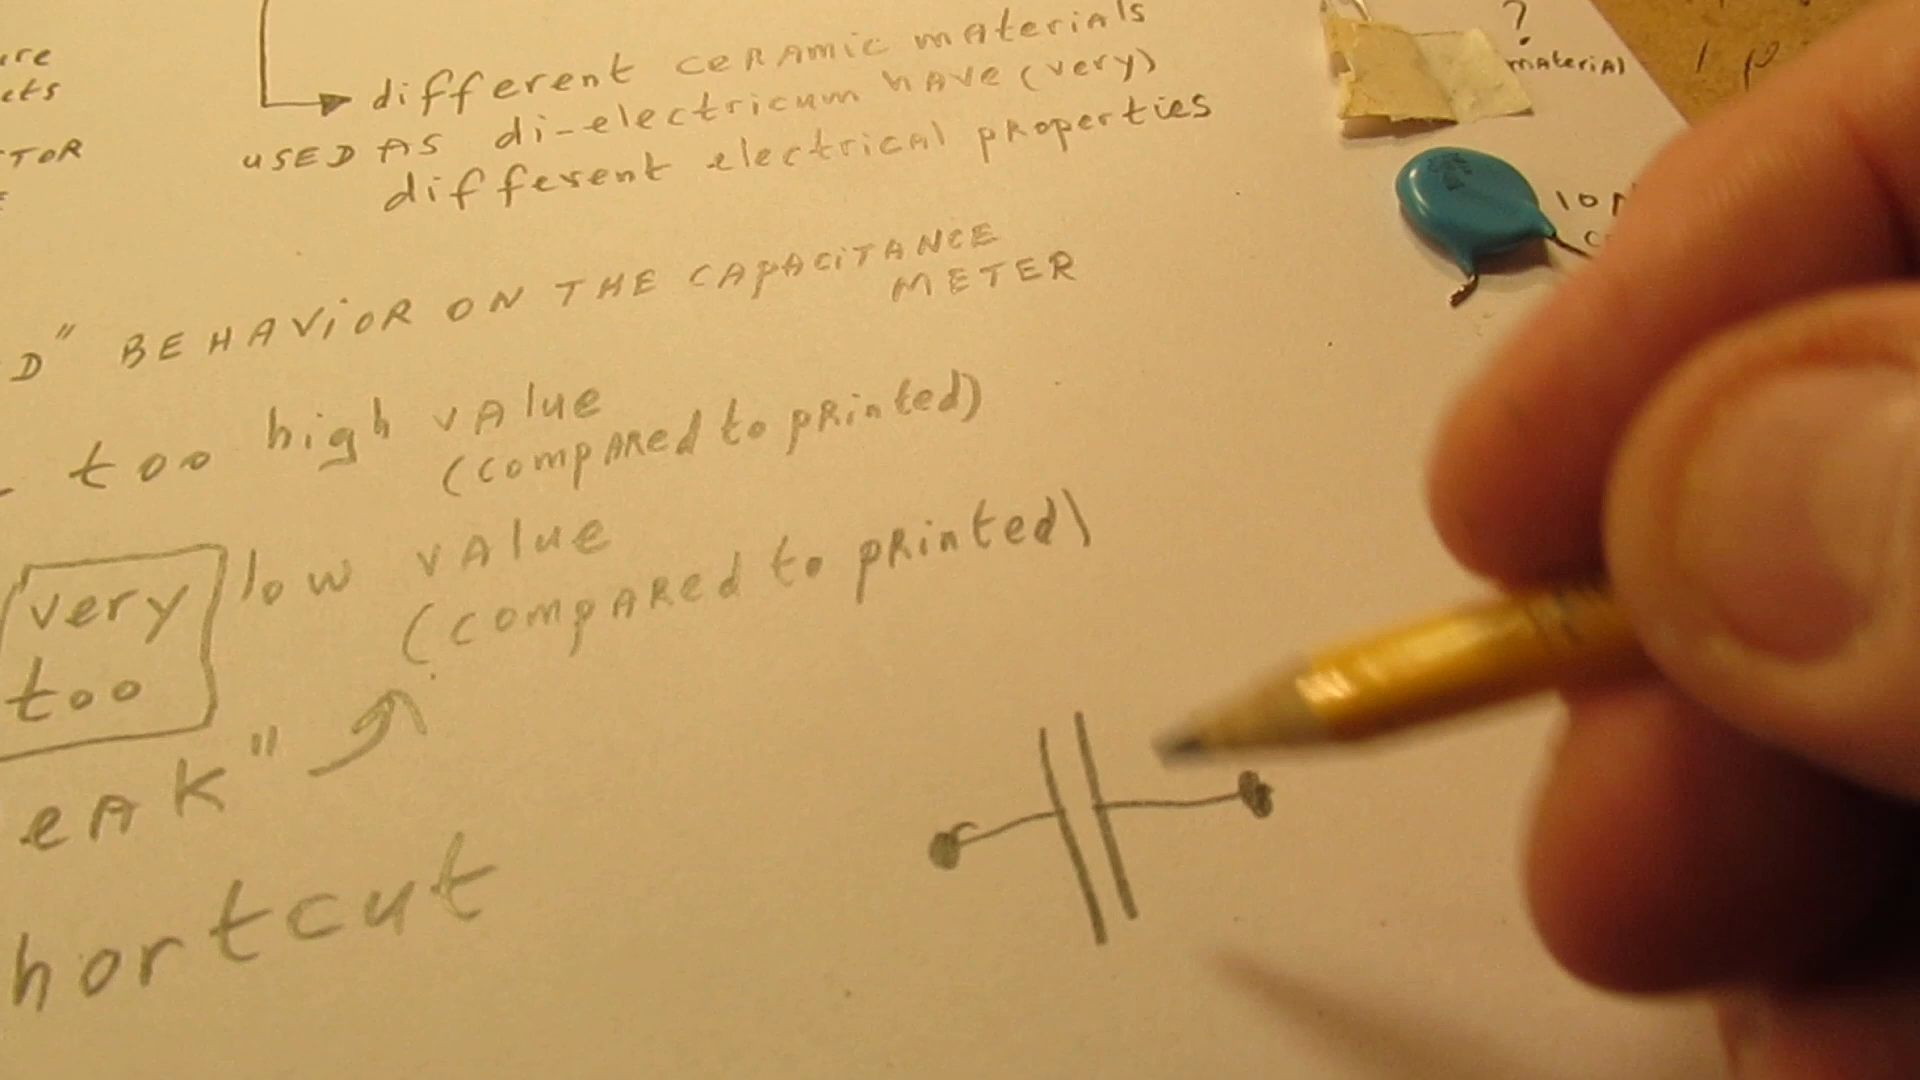 different ceramic materials
used as di-electricum have (very)
different electrical properties
TOR
?
material
10
D" BEHAVIOR ON THE CAPACITANCE
METER
- too high value
(compared to printed)
very low value
too (compared to printed)
eak"
hortcut